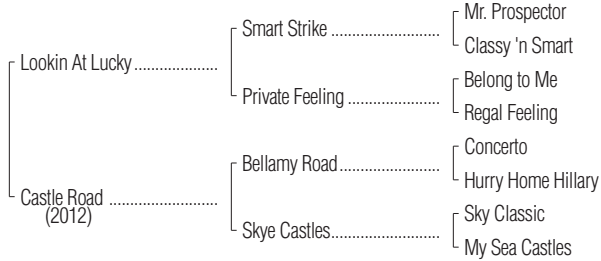 Mr. Prospector
Smart Strike ........................
Classy 'n Smart
Lookin At Lucky ..................
Belong to Me
Private Feeling ....................
Regal Feeling
Concerto
Bellamy Road ......................
Hurry Home Hillary
Castle Road ........................
(2012)
Sky Classic
Skye Castles ........................
My Sea Castles